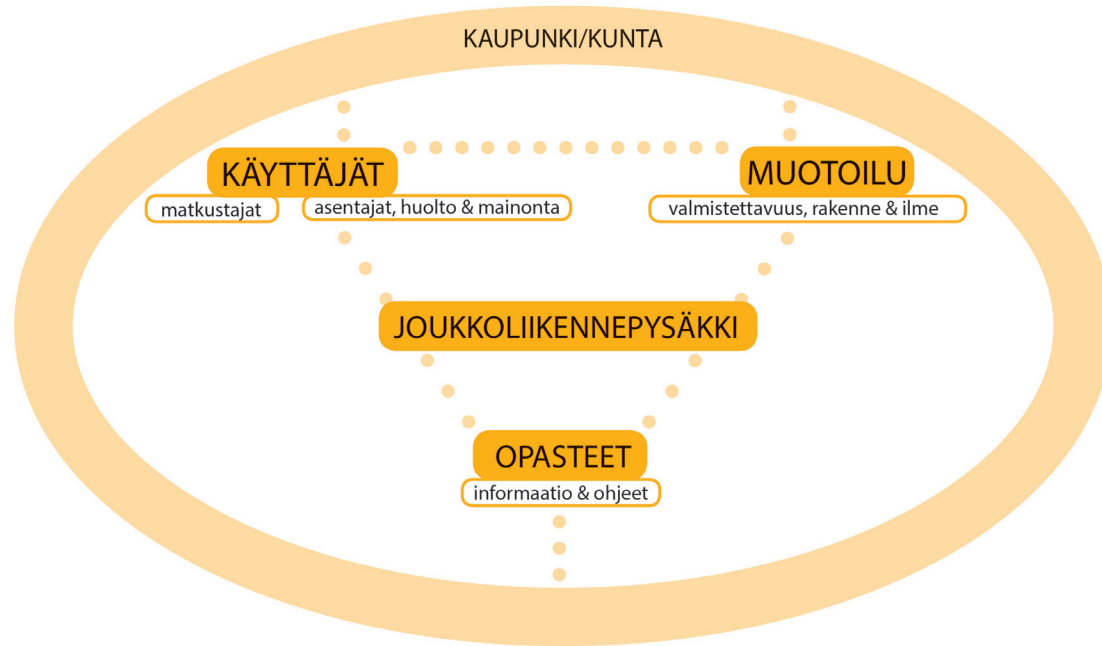 KAUPUNKI/KUNTA
KÄYTTÄJÄT
MUOTOILU
matkustajat
asentajat, huolto & mainonta
valmistettavuus, rakenne & ilme
JOUKKOLIIKENNEPYSÄKKI
OPASTEET
informaatio & ohjeet